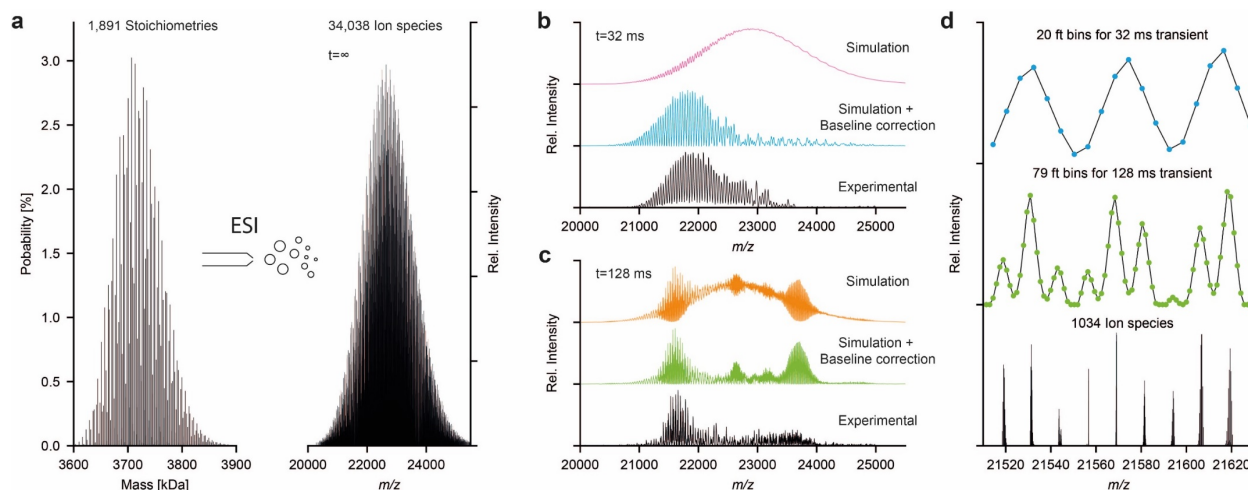 a
1,891 Stoichiometries
34,038 Ion species
t=∞
ESI
Pobability [%]
3.0
2.5
2.0
1.5
1.0
0.5
0.0
3600 3700 3800 3900
Mass [kDa]
Rel. Intensity
20000 22000 24000
m/z
b
t=32 ms
Simulation
Simulation +
Baseline correction
Experimental
Rel. Intensity
20000 21000 22000 23000 24000 25000
m/z
c
t=128 ms
Simulation
Simulation +
Baseline correction
Experimental
Rel. Intensity
20000 21000 22000 23000 24000 25000
m/z
d
20 ft bins for 32 ms transient
79 ft bins for 128 ms transient
1034 Ion species
Rel. Intensity
21520 21540 21560 21580 21600 21620
m/z